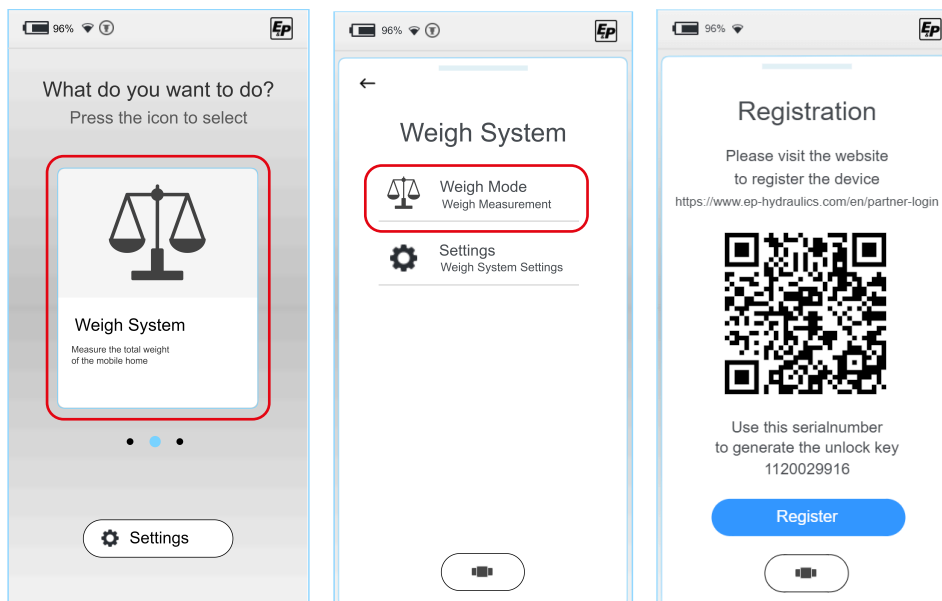 96%
EP
What do you want to do?
Press the icon to select
Weigh System
Measure the total weight
of the mobile home
Settings
96%
EP
Weigh System
Weigh Mode
Weigh Measurement
Settings
Weigh System Settings
96%
EP
Registration
Please visit the website
to register the device
https://www.ep-hydraulics.com/en/partner-login
Use this serialnumber
to generate the unlock key
1120029916
Register